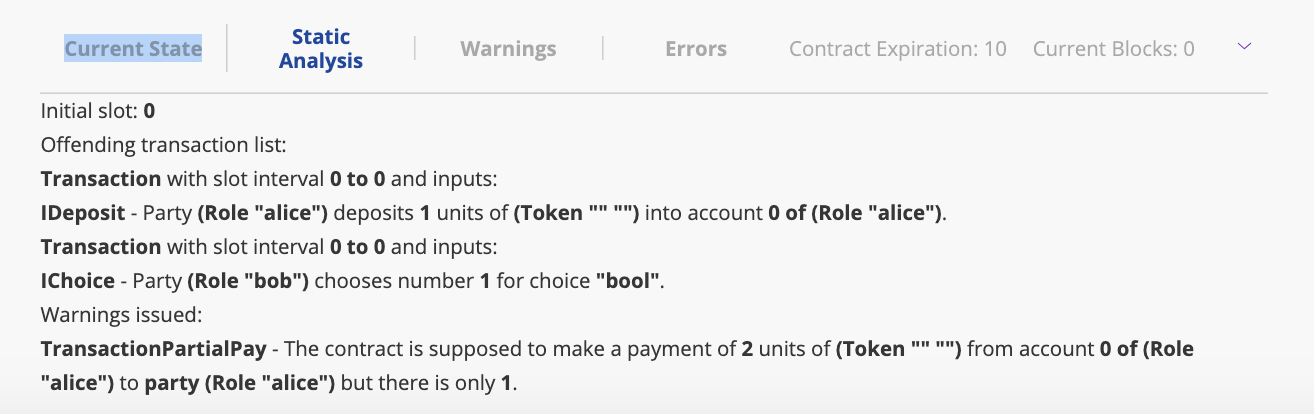 Current State Static Analysis Warnings Errors Contract Expiration: 10 Current Blocks: 0
Initial slot: 0
Offending transaction list:
Transaction with slot interval 0 to 0 and inputs:
IDeposit - Party (Role "alice") deposits 1 units of (Token "" "") into account 0 of (Role "alice").
Transaction with slot interval 0 to 0 and inputs:
IChoice - Party (Role "bob") chooses number 1 for choice "bool".
Warnings issued:
TransactionPartialPay - The contract is supposed to make a payment of 2 units of (Token "" "") from account 0 of (Role
"alice") to party (Role "alice") but there is only 1.